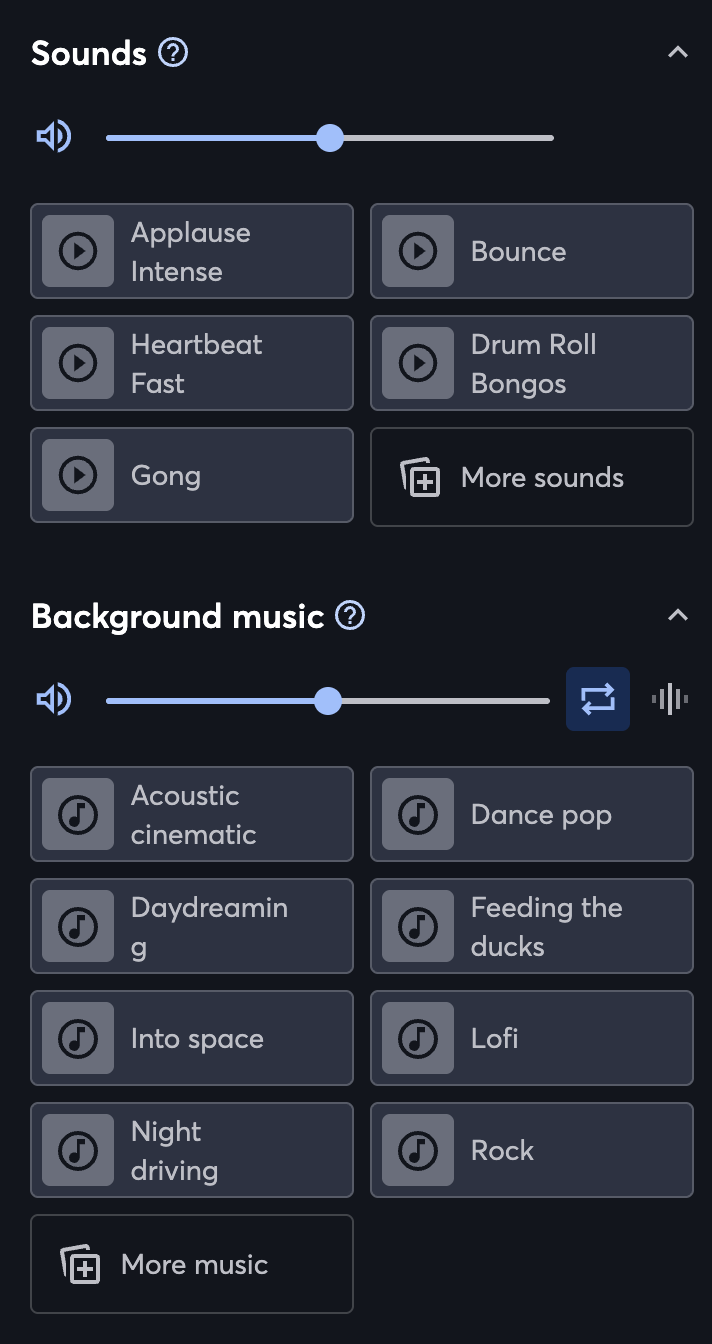 Sounds
Applause
Intense
Bounce
Heartbeat
Fast
Drum Roll
Bongos
Gong
More sounds
Background music
Acoustic
cinematic
Dance pop
Daydreamin
g
Feeding the
ducks
Into space
Lofi
Night
driving
Rock
More music